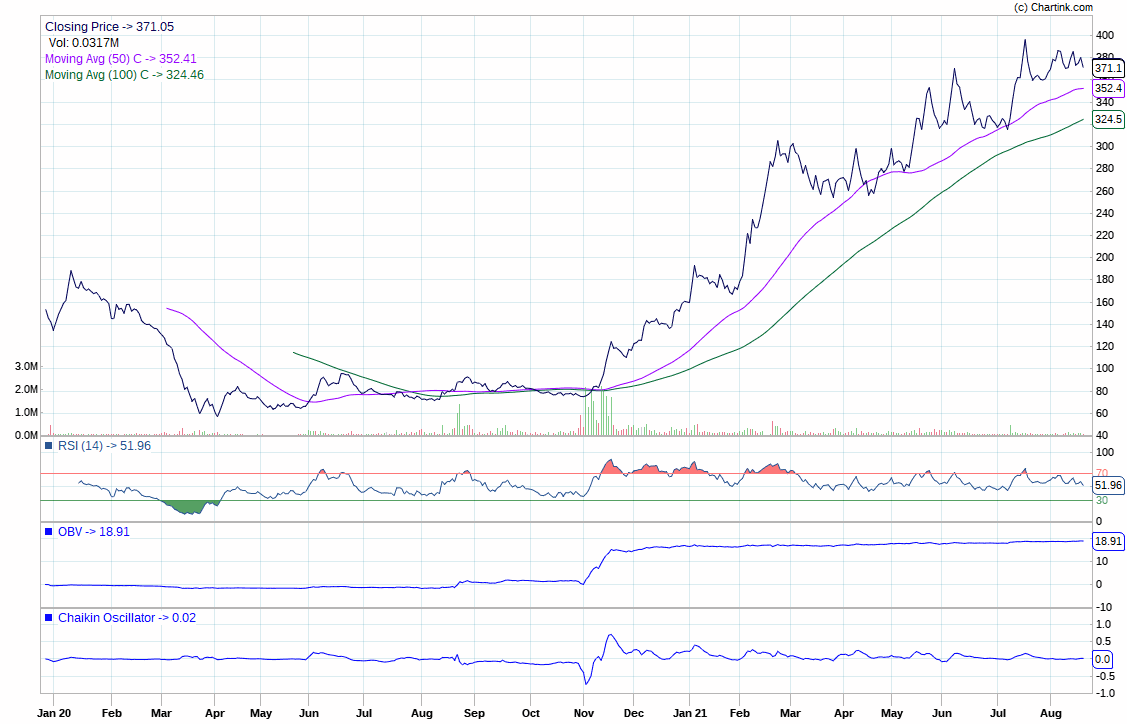 (c) Chartink.com
Closing Price -> 371.05
Vol: 0.0317M
Moving Avg (50) C -> 352.41
Moving Avg (100) C -> 324.46
400
380
371.1
352.4
340
324.5
300
280
260
240
220
200
180
160
140
120
100
80
60
40
3.0M
2.0M
1.0M
0.0M
RSI (14) -> 51.96
100
70
51.96
30
0
OBV -> 18.91
18.91
10
0
-10
Chaikin Oscillator -> 0.02
1.0
0.5
0.0
-0.5
-1.0
Jan 20 Feb Mar Apr May Jun Jul Aug Sep Oct Nov Dec Jan 21 Feb Mar Apr May Jun Jul Aug